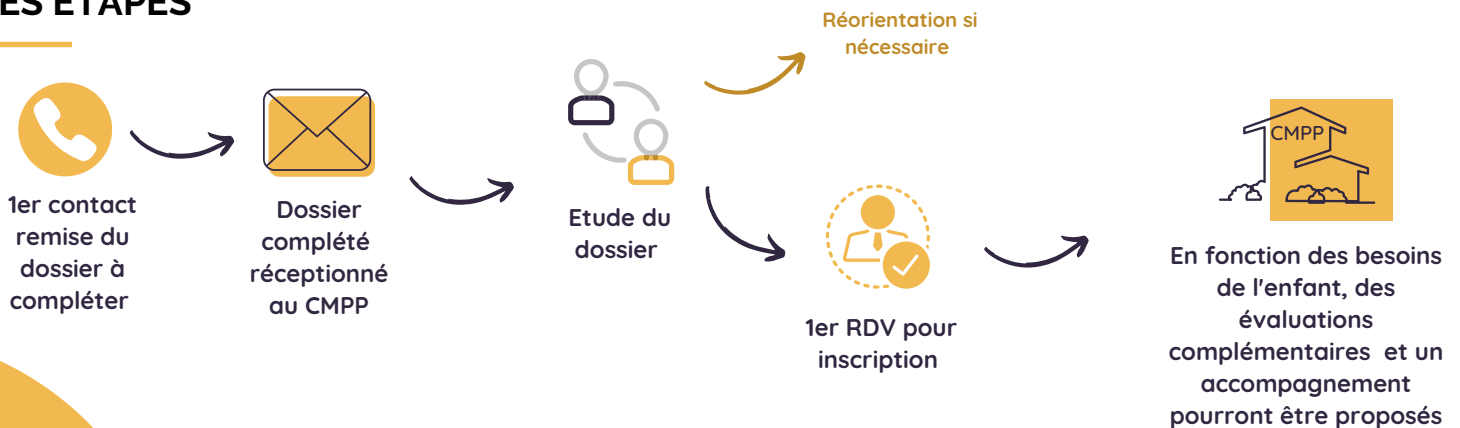 ES ÉTAPES
1er contact
remise du
dossier à
compléter
Dossier
complété
réceptionné
au CMPP
Etude du
dossier
Réorientation si
nécessaire
1er RDV pour
inscription
CMPP
En fonction des besoins
de l'enfant, des
évaluations
complémentaires et un
accompagnement
pourront être proposés